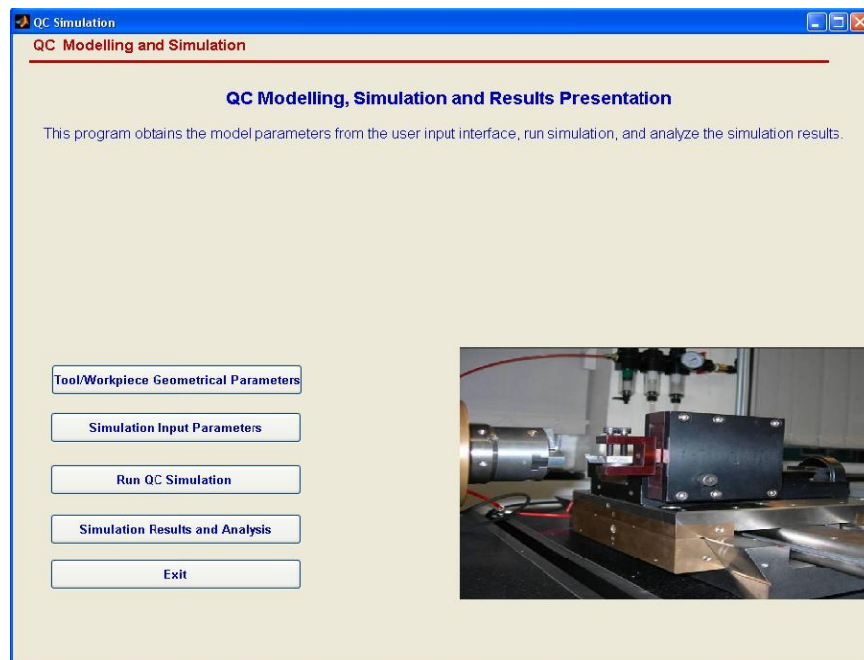 QC Simulation
QC Modelling and Simulation
QC Modelling, Simulation and Results Presentation
This program obtains the model parameters from the user input interface, run simulation, and analyze the simulation results.
Tool/Workpiece Geometrical Parameters
Simulation Input Parameters
Run QC Simulation
Simulation Results and Analysis
Exit